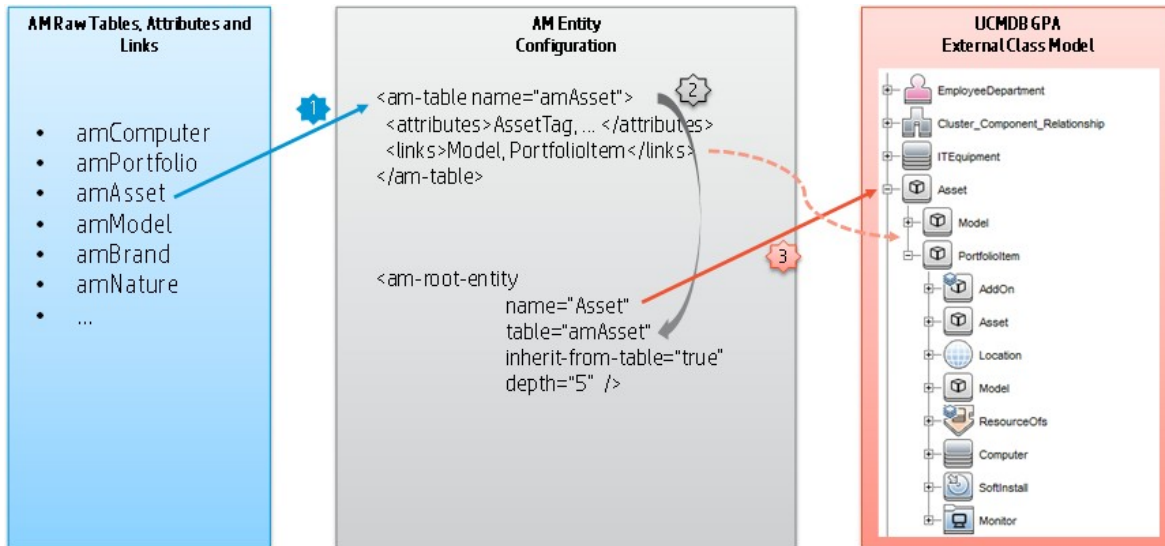 AM Raw Tables, Attributes and
Links
• amComputer
• amPortfolio
• amAsset
• amModel
• amBrand
• amNature
• ...
1
AM Entity
Configuration
<am-table name="amAsset">
<attributes>AssetTag, ... </attributes>
<links>Model, PortfolioItem</links>
</am-table>
2
<am-root-entity
name="Asset"
table="amAsset"
inherit-from-table="true"
depth="5" />
3
UCMDB GPA
External Class Model
EmployeeDepartment
Cluster_Component_Relationship
ITEquipment
Asset
Model
PortfolioItem
AddOn
Asset
Location
Model
ResourceOfs
Computer
SoftInstall
Monitor